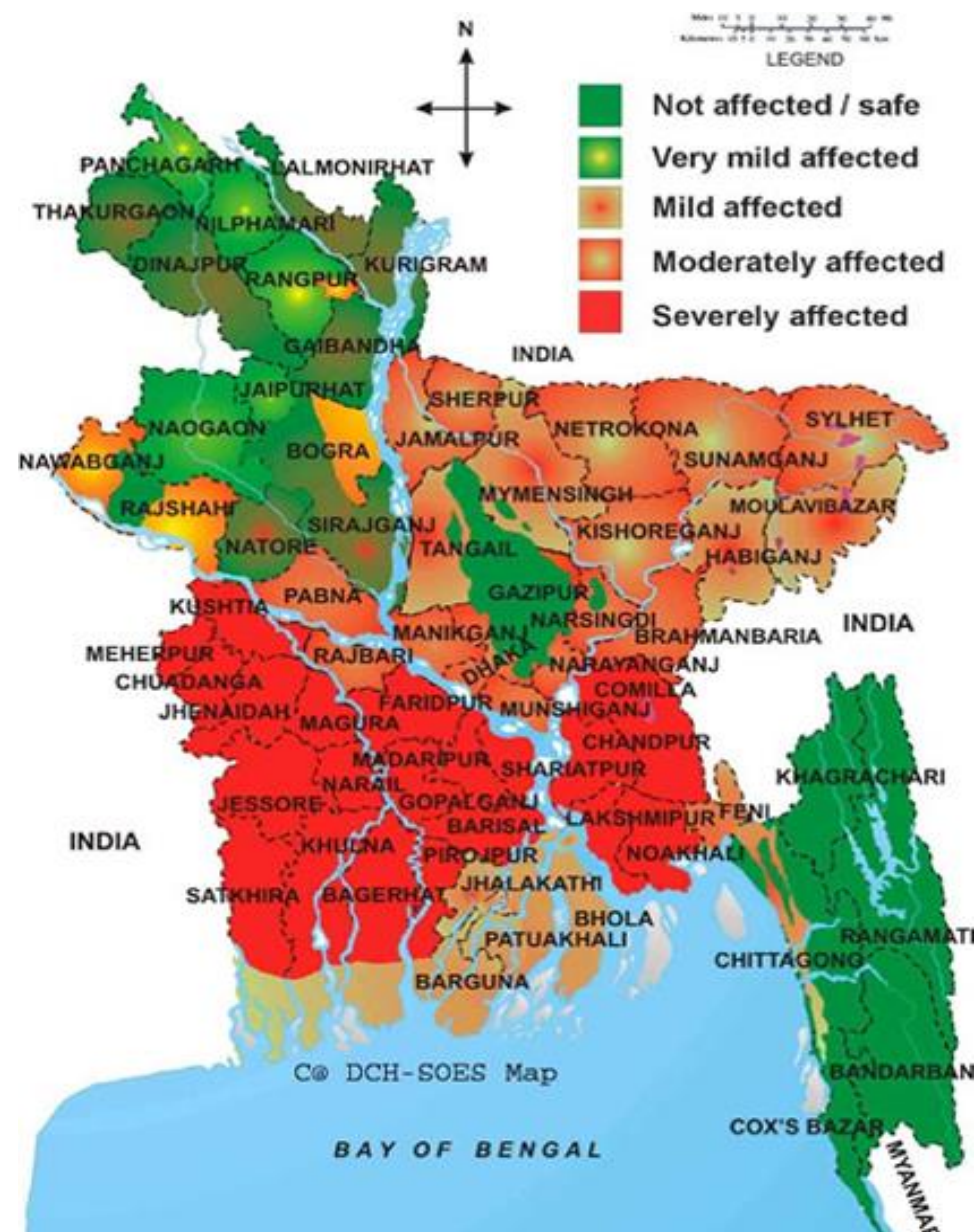 N
LEGEND
Not affected / safe
Very mild affected
Mild affected
Moderately affected
Severely affected
PANCHAGARH
LALMONIRHAT
THAKURGAON
NILPHAMARI
DINAJPUR
RANGPUR
KURIGRAM
GAIBANDHA
INDIA
JAIPURHAT
SHERPUR
NAOGAON
JAMALPUR
NETROKONA
SYLHET
BOGRA
SUNAMGANJ
NAWABGANJ
MYMENSINGH
MOULAVIBAZAR
RAJSHAHI
SIRAJGANJ
KISHOREGANJ
NATORE
TANGAIL
HABIGANJ
GAZIPUR
PABNA
KUSHTIA
NARSINGDI
INDIA
MANIKGANJ
BRAHMANBARIA
MEHERPUR
RAJBARI
DHAKA
NARAYANGANJ
CHUADANGA
COMILLA
FARIDPUR
JHENAIDAH
MUNSHIGANJ
MAGURA
CHANDPUR
MADARIPUR
SHARIATPUR
KHAGRACHARI
NARAIL
JESSORE
GOPALGANJ
FENI
LAKSHMIPUR
BARISAL
INDIA
KHULNA
PIROJPUR
NOAKHALI
JHALAKATHI
SATKHIRA
BAGERHAT
BHOLA
PATUAKHALI
RANGAMATI
CHITTAGONG
BARGUNA
C@ DCH-SOES Map
BANDARBAN
COX'S BAZAR
BAY OF BENGAL
MYANMAR